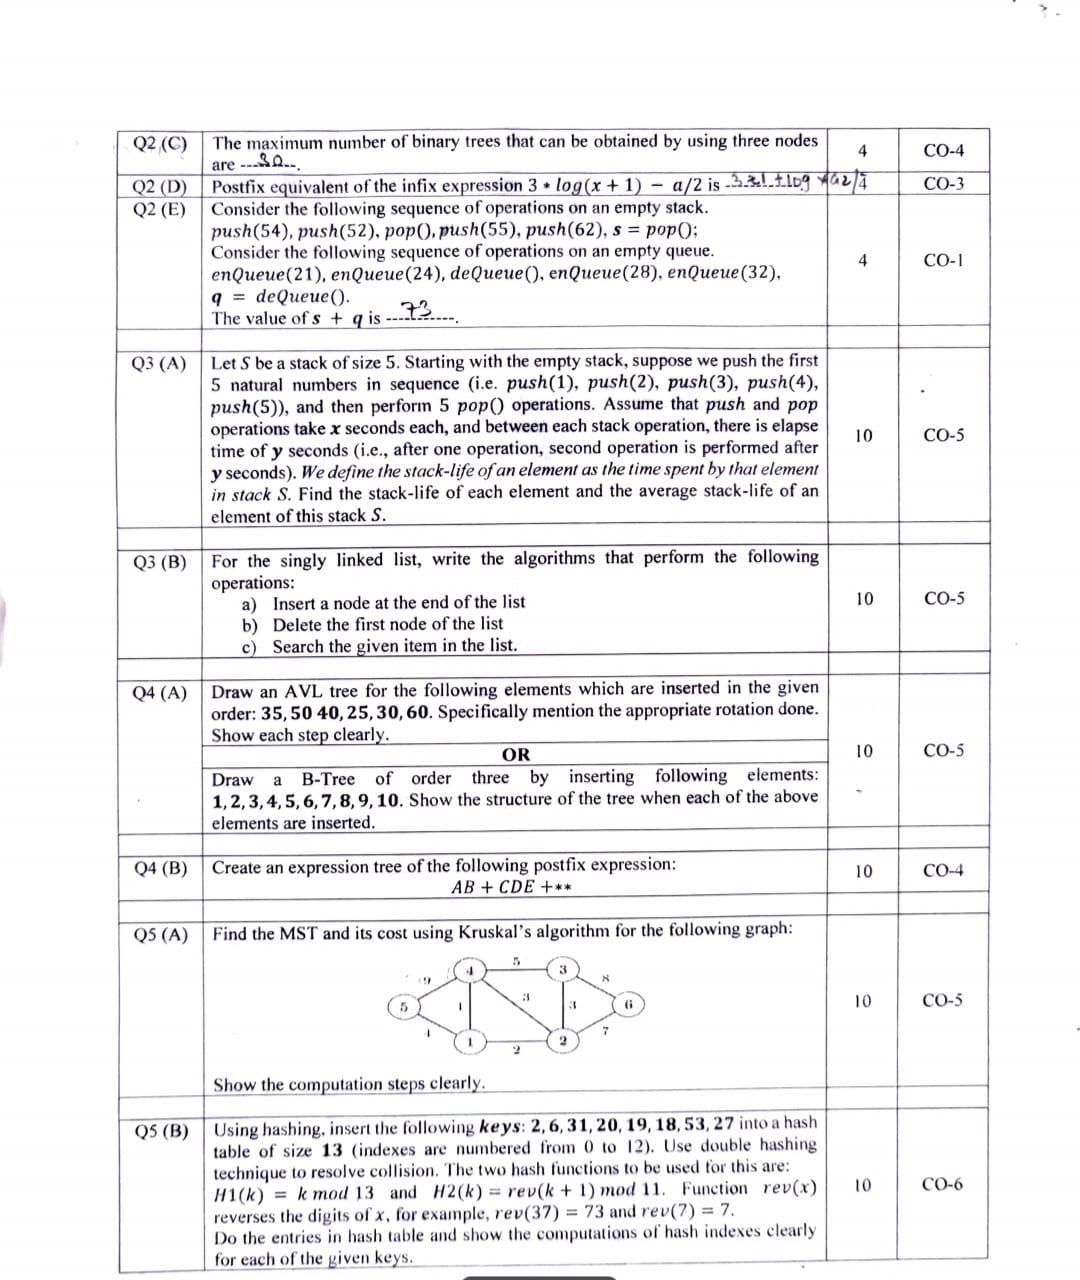 Q2 (C) The maximum number of binary trees that can be obtained by using three nodes 4 CO-4
are ---30--.
Q2 (D) Postfix equivalent of the infix expression 3 * log(x + 1) − a/2 is 4 CO-3
Q2 (E) Consider the following sequence of operations on an empty stack.
push(54), push(52), pop(), push(55), push(62), s = pop();
Consider the following sequence of operations on an empty queue. 4 CO-1
enQueue(21), enQueue(24), deQueue(), enQueue(28), enQueue(32),
q = deQueue().
The value of s + q is ---73----.
Q3 (A) Let S be a stack of size 5. Starting with the empty stack, suppose we push the first
5 natural numbers in sequence (i.e. push(1), push(2), push(3), push(4),
push(5)), and then perform 5 pop() operations. Assume that push and pop
operations take x seconds each, and between each stack operation, there is elapse 10 CO-5
time of y seconds (i.e., after one operation, second operation is performed after
y seconds). We define the stack-life of an element as the time spent by that element
in stack S. Find the stack-life of each element and the average stack-life of an
element of this stack S.
Q3 (B) For the singly linked list, write the algorithms that perform the following
operations:
a) Insert a node at the end of the list 10 CO-5
b) Delete the first node of the list
c) Search the given item in the list.
Q4 (A) Draw an AVL tree for the following elements which are inserted in the given
order: 35, 50 40, 25, 30, 60. Specifically mention the appropriate rotation done.
Show each step clearly.
OR 10 CO-5
Draw a B-Tree of order three by inserting following elements:
1, 2, 3, 4, 5, 6, 7, 8, 9, 10. Show the structure of the tree when each of the above
elements are inserted.
Q4 (B) Create an expression tree of the following postfix expression: 10 CO-4
AB + CDE +**
Q5 (A) Find the MST and its cost using Kruskal's algorithm for the following graph:
5
4 3
9 8
3
5 1 3 6 10 CO-5
1 7
1 2
2
Show the computation steps clearly.
Q5 (B) Using hashing, insert the following keys: 2, 6, 31, 20, 19, 18, 53, 27 into a hash
table of size 13 (indexes are numbered from 0 to 12). Use double hashing
technique to resolve collision. The two hash functions to be used for this are:
H1(k) = k mod 13 and H2(k) = rev(k + 1) mod 11. Function rev(x) 10 CO-6
reverses the digits of x, for example, rev(37) = 73 and rev(7) = 7.
Do the entries in hash table and show the computations of hash indexes clearly
for each of the given keys.